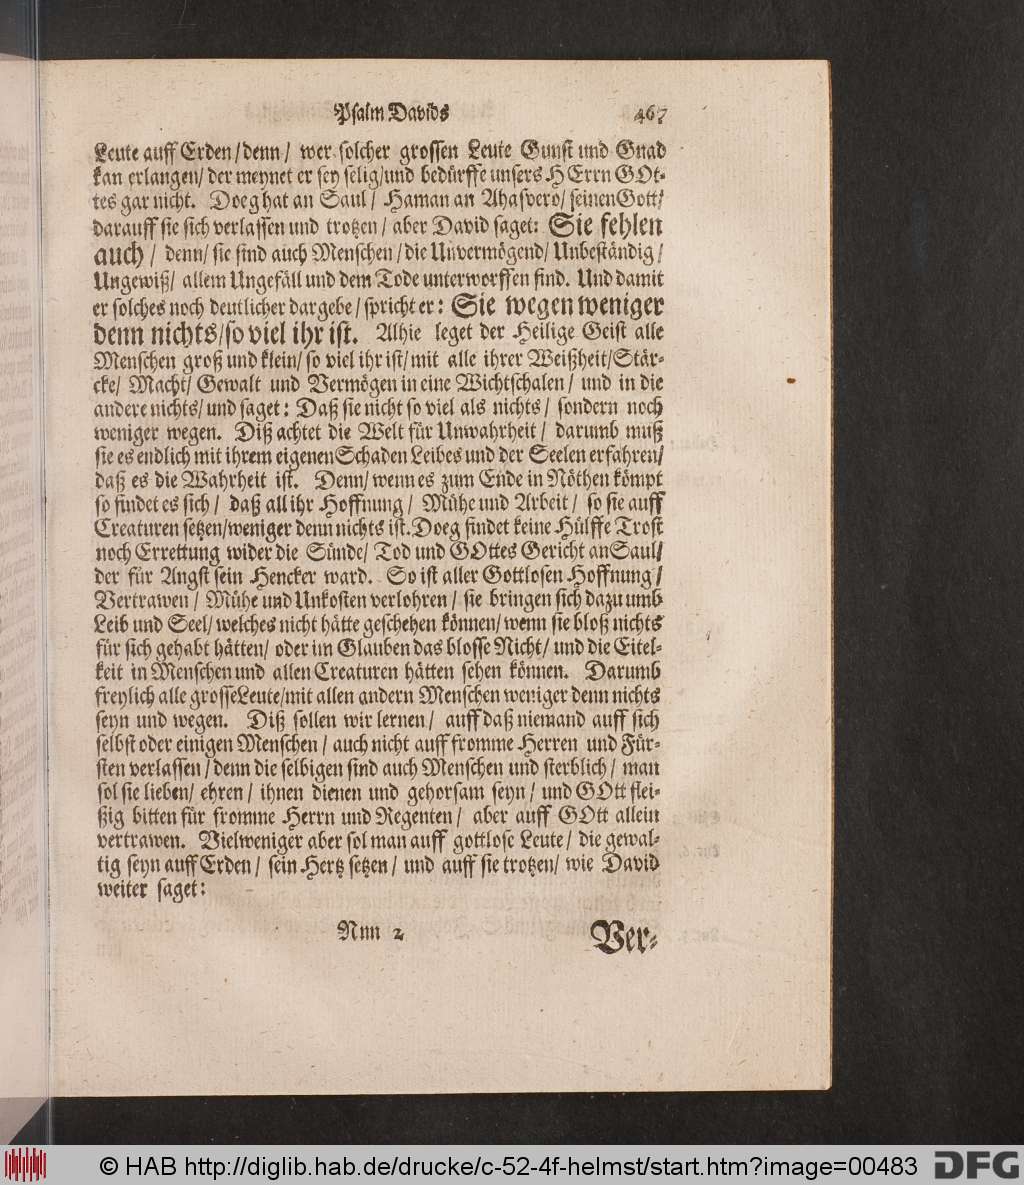 Psalm Davids 467
Leute auff Erden/denn/ wer solcher grossen Leute Gunst und Gnad
kan erlangen/ der meynet er sey selig/und bedürffe unsers HErrn GOt-
tes gar nicht. Doeg hat an Saul/ Haman an Ahasvero/ seinen Gott/
darauff sie sich verlassen und trotzen/ aber David saget: Sie fehlen
auch/ denn/ sie sind auch Menschen/die Unvermögend/ Unbeständig/
Ungewiß/ allem Ungefäll und dem Tode unterworffen sind. Und damit
er solches noch deutlicher dargebe/spricht er: Sie wegen weniger
denn nichts/so viel ihr ist. Alhie leget der Heilige Geist alle
Menschen groß und klein/ so viel ihr ist/mit alle ihrer Weißheit/Stär-
cke/ Macht/ Gewalt und Vermögen in eine Wichtschalen/ und in die
andere nichts/und saget: Daß sie nicht so viel als nichts/ sondern noch
weniger wegen. Diß achtet die Welt für Unwahrheit/ darumb muß
sie es endlich mit ihrem eigenen Schaden Leibes und der Seelen erfahren/
daß es die Wahrheit ist. Denn/ wenn es zum Ende in Nöthen kömpt
so findet es sich/ daß all ihr Hoffnung/ Mühe und Arbeit/ so sie auff
Creaturen setzen/weniger denn nichts ist. Doeg findet keine Hülffe Trost
noch Errettung wider die Sünde/ Tod und GOttes Gericht an Saul/
der für Angst sein Hencker ward. So ist aller Gottlosen Hoffnung/
Vertrawen/ Mühe und Unkosten verlohren/ sie bringen sich dazu umb
Leib und Seel/ welches nicht hätte geschehen können/wenn sie bloß nichts
für sich gehabt hätten/ oder im Glauben das blosse Nicht/ und die Eitel-
keit in Menschen und allen Creaturen hätten sehen können. Darumb
freylich alle grosse Leute/mit allen andern Menschen weniger denn nichts
seyn und wegen. Diß sollen wir lernen/ auff daß niemand auff sich
selbst oder einigen Menschen/ auch nicht auff fromme Herren und Für-
sten verlassen/denn die selbigen sind auch Menschen und sterblich/ man
sol sie lieben/ ehren/ ihnen dienen und gehorsam seyn/ und GOtt flei-
ßig bitten für fromme Herrn und Regenten/ aber auff GOtt allein
vertrawen. Vielweniger aber sol man auff gottlose Leute/ die gewal-
tig seyn auff Erden/ sein Hertz setzen/ und auff sie trotzen/ wie David
weiter saget:
Nnn 2 Ver-
© HAB http://diglib.hab.de/drucke/c-52-4f-helmst/start.htm?image=00483 DFG